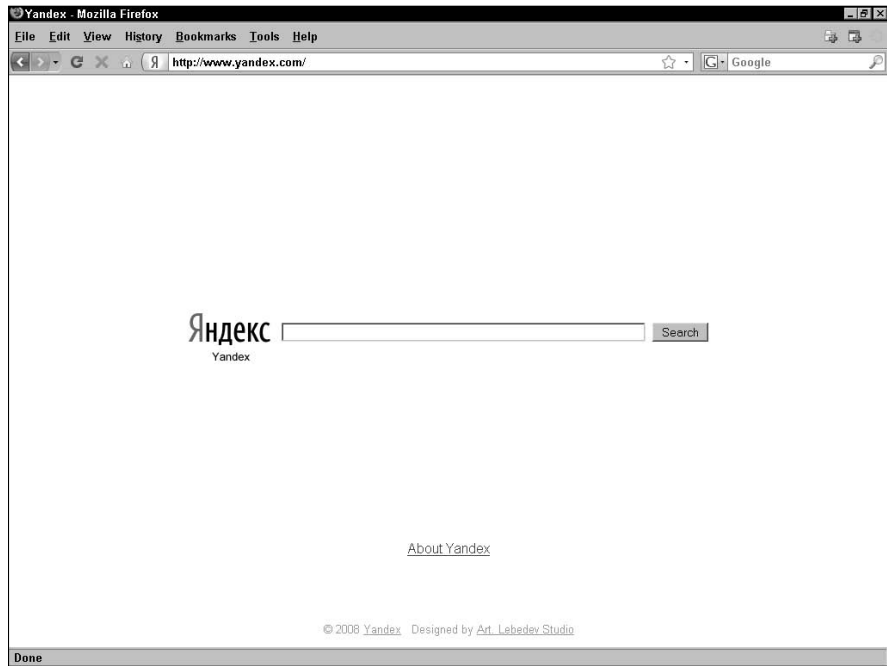 Yandex - Mozilla Firefox
File Edit View History Bookmarks Tools Help
Я http://www.yandex.com/ G Google
Яндекс Search
Yandex
About Yandex
© 2008 Yandex Designed by Art. Lebedev Studio
Done